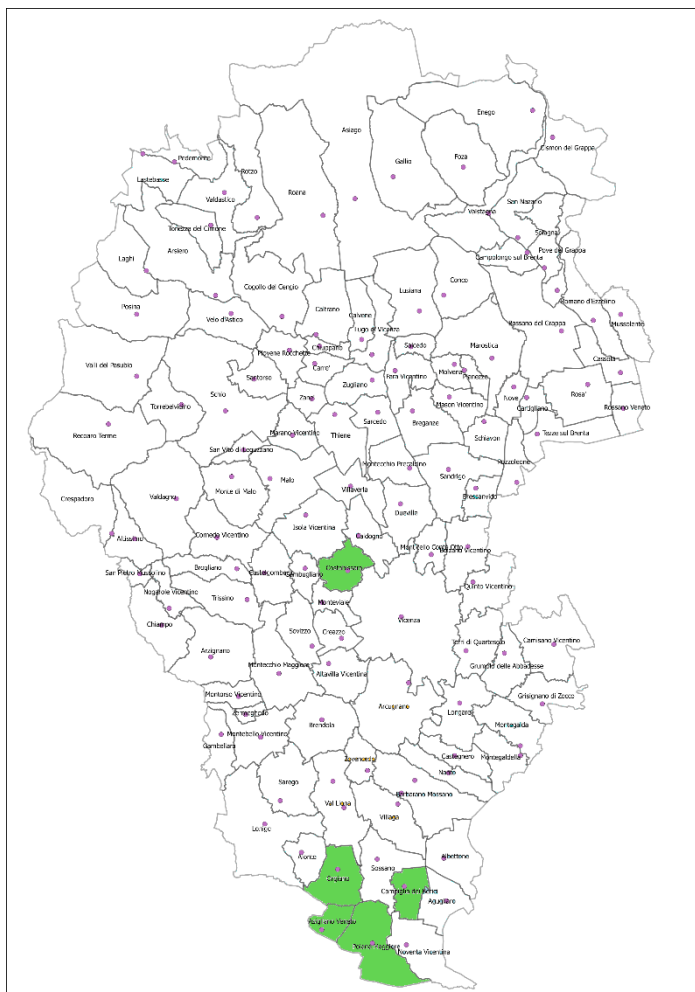 Asiago
Enego
Cismon del Grappa
Pedemonte
Lastebasse
Rotzo
Roana
Gallio
Foza
Valdastico
San Nazario
Valstagna
Tonezza del Cimone
Arsiero
Solagna
Pove del Grappa
Campolongo sul Brenta
Laghi
Cogollo del Cengio
Conco
Lusiana
Romano d'Ezzelino
Posina
Caltrano
Calvene
Velo d'Astico
Lugo di Vicenza
Bassano del Grappa
Mussolente
Chiuppano
Salcedo
Marostica
Piovene Rocchette
Cassola
Valli del Pasubio
Carre'
Molvena
Pianezze
Santorso
Zugliano
Fara Vicentino
Schio
Rosa'
Nove
Zane'
Mason Vicentino
Cartigliano
Torrebelvicino
Rossano Veneto
Sarcedo
Breganze
Recoaro Terme
Thiene
Marano Vicentino
Schiavon
Tezze sul Brenta
San Vito di Leguzzano
Pozzoleone
Montecchio Precalcino
Sandrigo
Malo
Monte di Malo
Villaverla
Bressanvido
Crespadoro
Valdagno
Dueville
Isola Vicentina
Cornedo Vicentino
Caldogno
Altissimo
Monticello Conte Otto
Bolzano Vicentino
Brogliano
Costabissara
San Pietro Mussolino
Castelgomberto
Gambugliano
Quinto Vicentino
Nogarole Vicentino
Trissino
Monteviale
Vicenza
Chiampo
Sovizzo
Creazzo
Torri di Quartesolo
Camisano Vicentino
Grumolo delle Abbadesse
Arzignano
Montecchio Maggiore
Altavilla Vicentina
Montorso Vicentino
Grisignano di Zocco
Arcugnano
Longare
Zermeghedo
Brendola
Montegalda
Montebello Vicentino
Gambellara
Castegnero
Montegaldella
Zovencedo
Nanto
Sarego
Barbarano Mossano
Val Liona
Villaga
Lonigo
Alonte
Albettone
Sossano
Orgiano
Campiglia dei Berici
Agugliaro
Asigliano Veneto
Pojana Maggiore
Noventa Vicentina